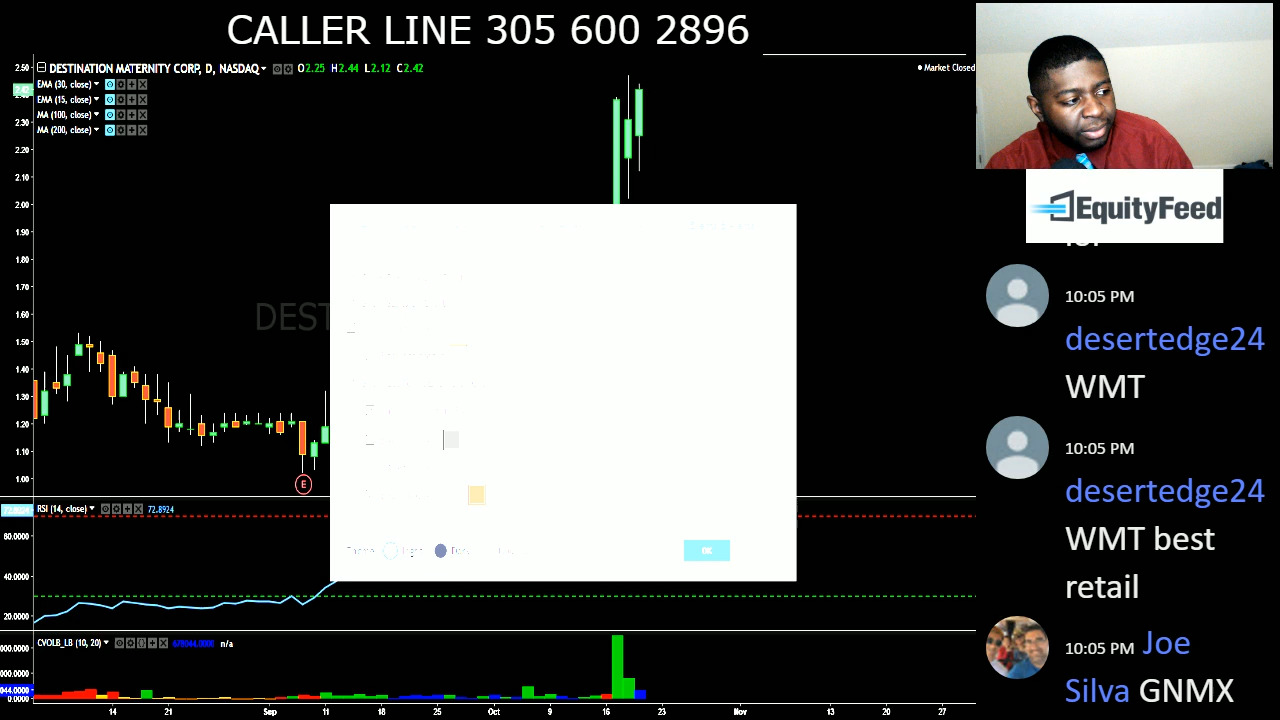 CALLER LINE 305 600 2896
DESTINATION MATERNITY CORP, D, NASDAQ O2.25 H2.44 L2.12 C2.42
Market Closed
EMA (30, close)
EMA (15, close)
MA (100, close)
MA (200, close)
2.50
2.30
2.20
2.10
2.00
1.90
1.80
1.70
1.60
1.50
1.40
1.30
1.20
1.10
1.00
DEST
E
RSI (14, close) 72.8924
60.0000
40.0000
20.0000
OK
CVOLB_LB (10, 20) n/a
14 21 Sep 11 18 25 Oct 9 16 23 Nov 13 20 27
EquityFeed
10:05 PM
desertedge24
WMT
10:05 PM
desertedge24
WMT best
retail
10:05 PM Joe
Silva GNMX